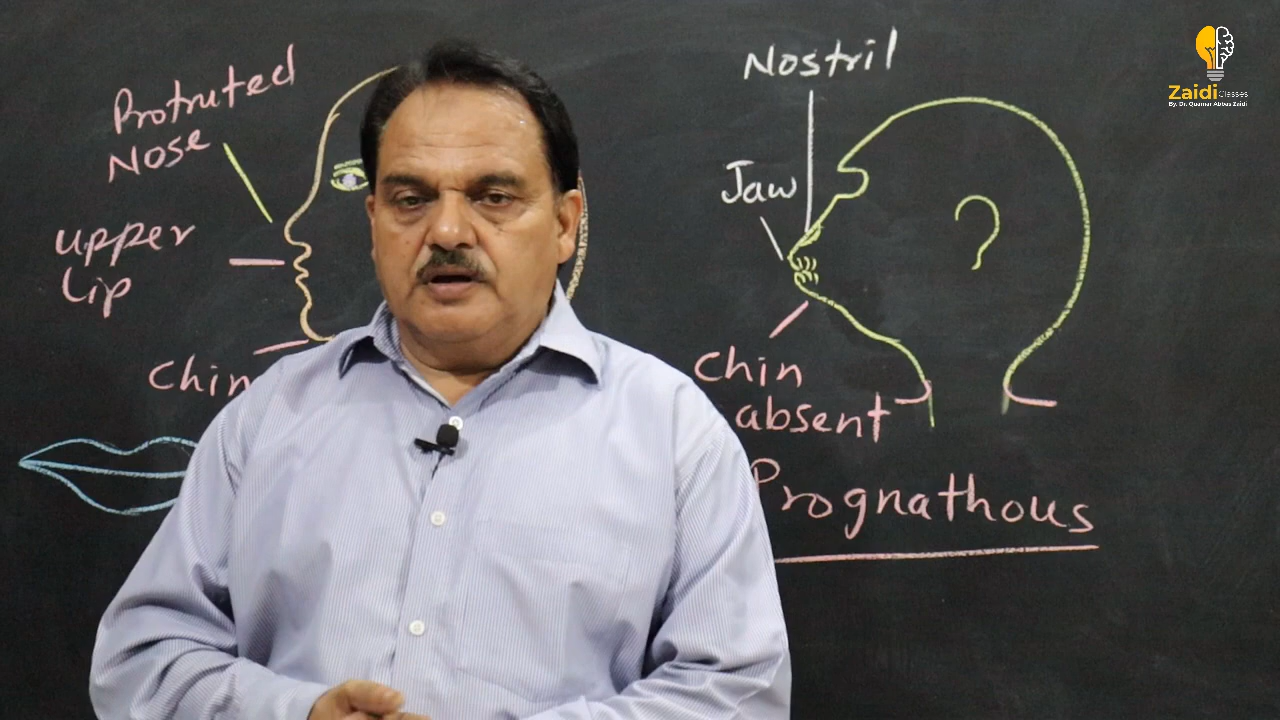 Protruted
Nose
Upper
Lip
Chin
Nostril
Jaw
Chin
absent
Prognathous
Zaidi Classes
By. Dr. Quamar Abbas Zaidi